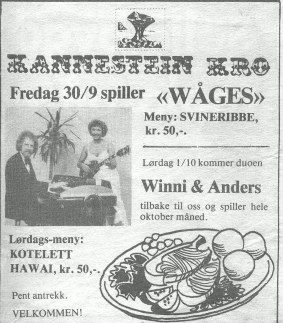 KANNESTEIN KRO
Fredag 30/9 spiller «WÅGES»
Meny: SVINERIBBE,
kr. 50,-.
Lørdag 1/10 kommer duoen
Winni & Anders
tilbake til oss og spiller hele
oktober måned.
Lørdags-meny:
KOTELETT
HAWAI, kr. 50,-.
Pent antrekk.
VELKOMMEN!